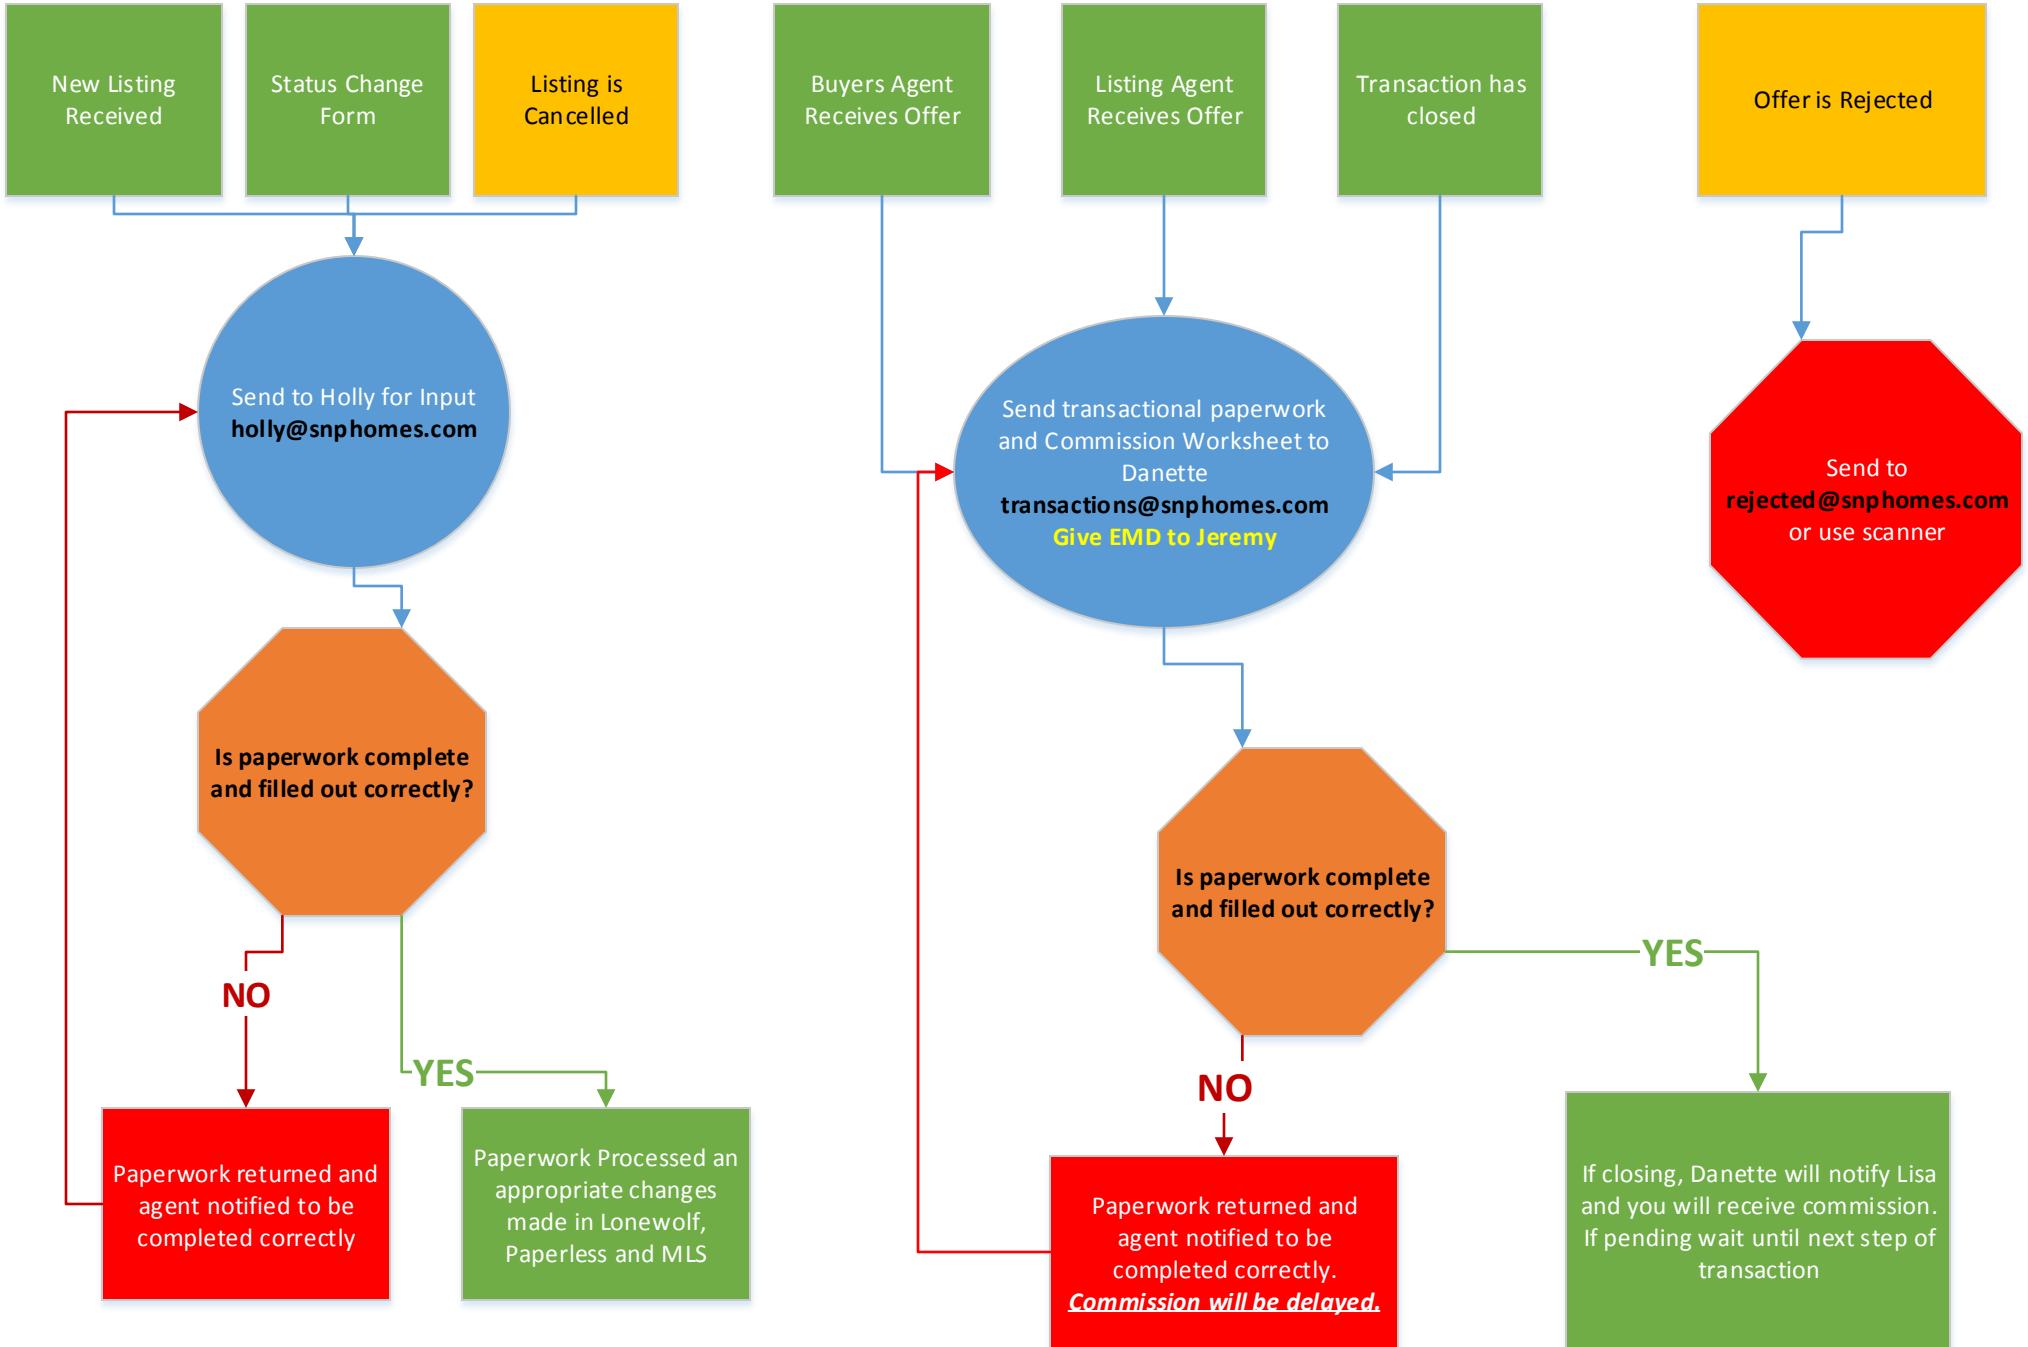 New Listing
Received
Status Change
Form
Listing is
Cancelled
Buyers Agent
Receives Offer
Listing Agent
Receives Offer
Transaction has
closed
Offer is Rejected
Send to Holly for Input
holly@snphomes.com
Send transactional paperwork
and Commission Worksheet to
Danette
transactions@snphomes.com
Give EMD to Jeremy
Send to
rejected@snphomes.com
or use scanner
Is paperwork complete
and filled out correctly?
Is paperwork complete
and filled out correctly?
NO
YES
YES
NO
Paperwork returned and
agent notified to be
completed correctly
Paperwork Processed an
appropriate changes
made in Lonewolf,
Paperless and MLS
Paperwork returned and
agent notified to be
completed correctly.
Commission will be delayed.
If closing, Danette will notify Lisa
and you will receive commission.
If pending wait until next step of
transaction